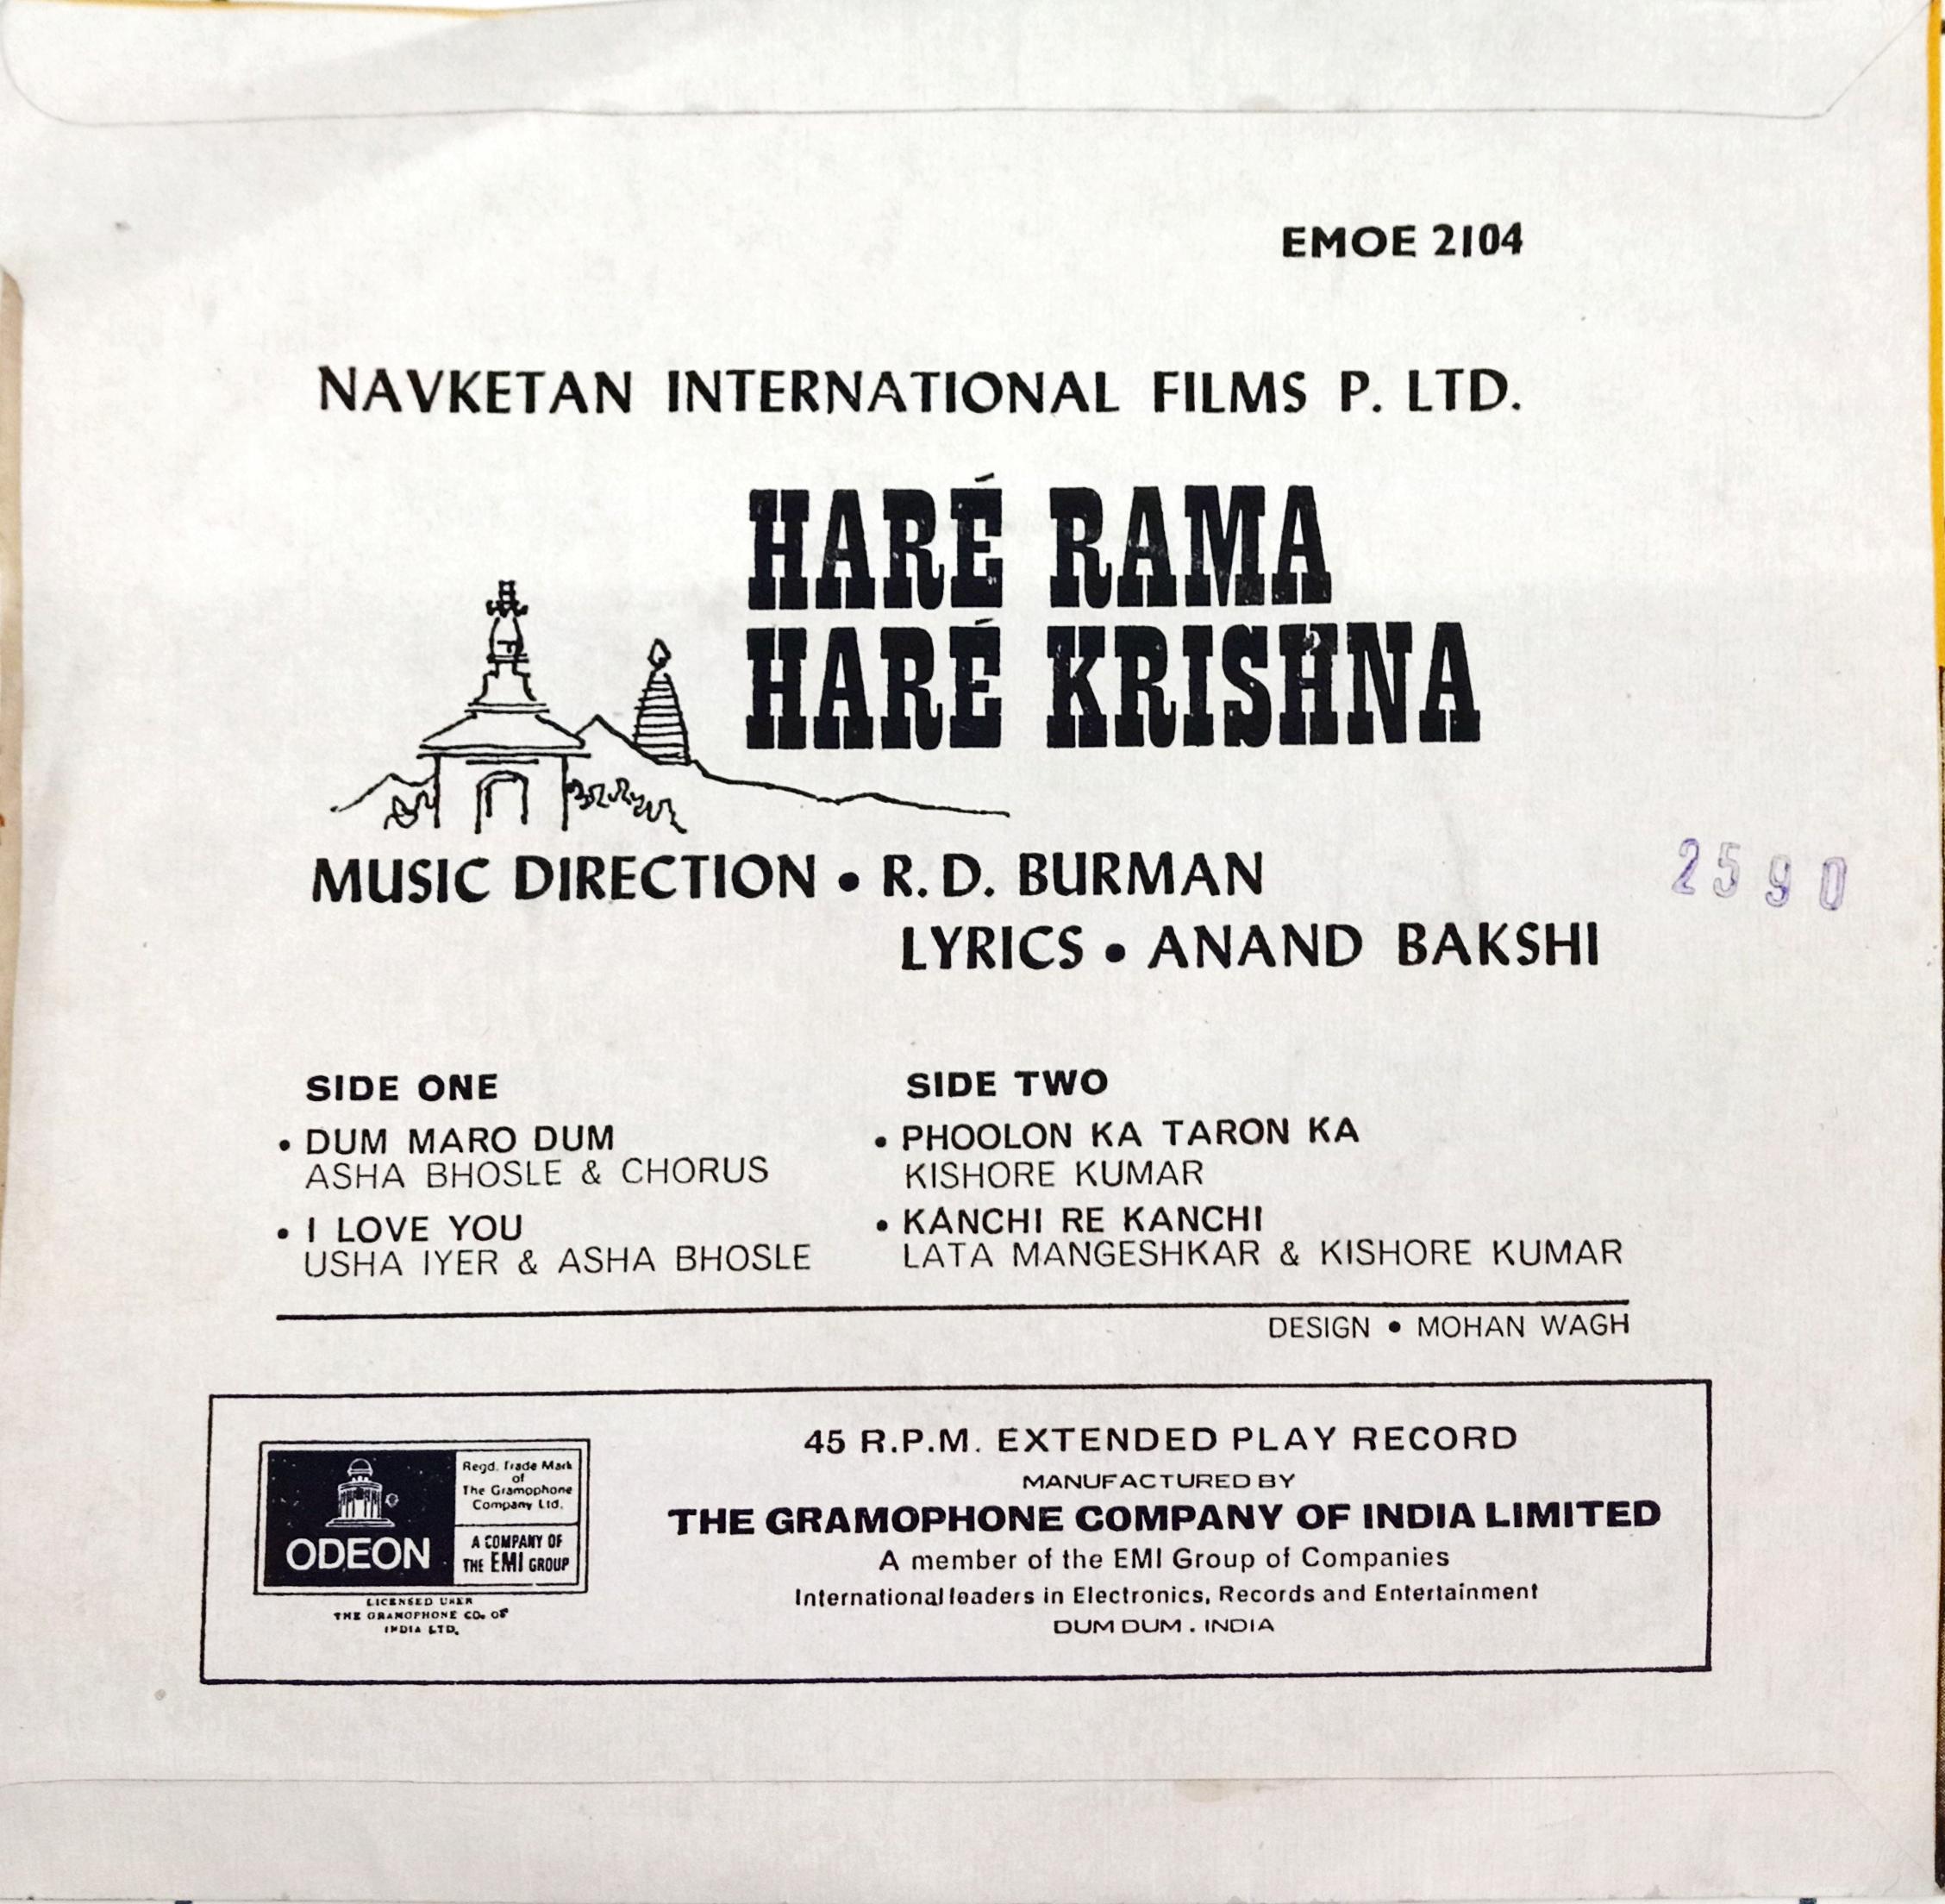 EMOE 2104
NAVKETAN INTERNATIONAL FILMS P. LTD.
HARÉ RAMA
HARÉ KRISHNA
MUSIC DIRECTION • R. D. BURMAN
2590
LYRICS • ANAND BAKSHI
SIDE ONE
• DUM MARO DUM
ASHA BHOSLE & CHORUS
• I LOVE YOU
USHA IYER & ASHA BHOSLE
SIDE TWO
• PHOOLON KA TARON KA
KISHORE KUMAR
• KANCHI RE KANCHI
LATA MANGESHKAR & KISHORE KUMAR
DESIGN • MOHAN WAGH
ODEON
Regd. Trade Mark
of
The Gramophone
Company Ltd.
A COMPANY OF
THE EMI GROUP
LICENSED USER
THE GRAMOPHONE CO. OF
INDIA LTD.
45 R.P.M. EXTENDED PLAY RECORD
MANUFACTURED BY
THE GRAMOPHONE COMPANY OF INDIA LIMITED
A member of the EMI Group of Companies
International leaders in Electronics, Records and Entertainment
DUM DUM . INDIA